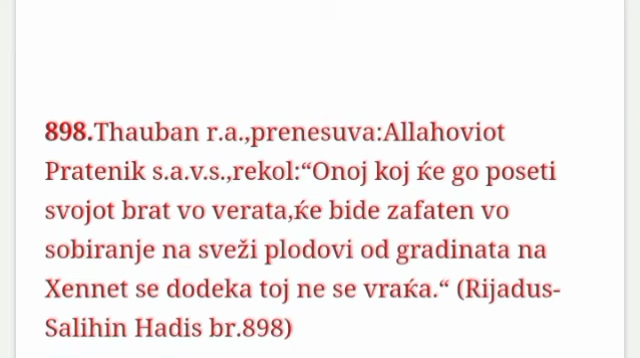 898.Thauban r.a.,prenesuva:Allahoviot
Pratenik s.a.v.s.,rekol:“Onoj koj ḱe go poseti
svojot brat vo verata,ḱe bide zafaten vo
sobiranje na sveži plodovi od gradinata na
Xennet se dodeka toj ne se vraḱa.“ (Rijadus-
Salihin Hadis br.898)